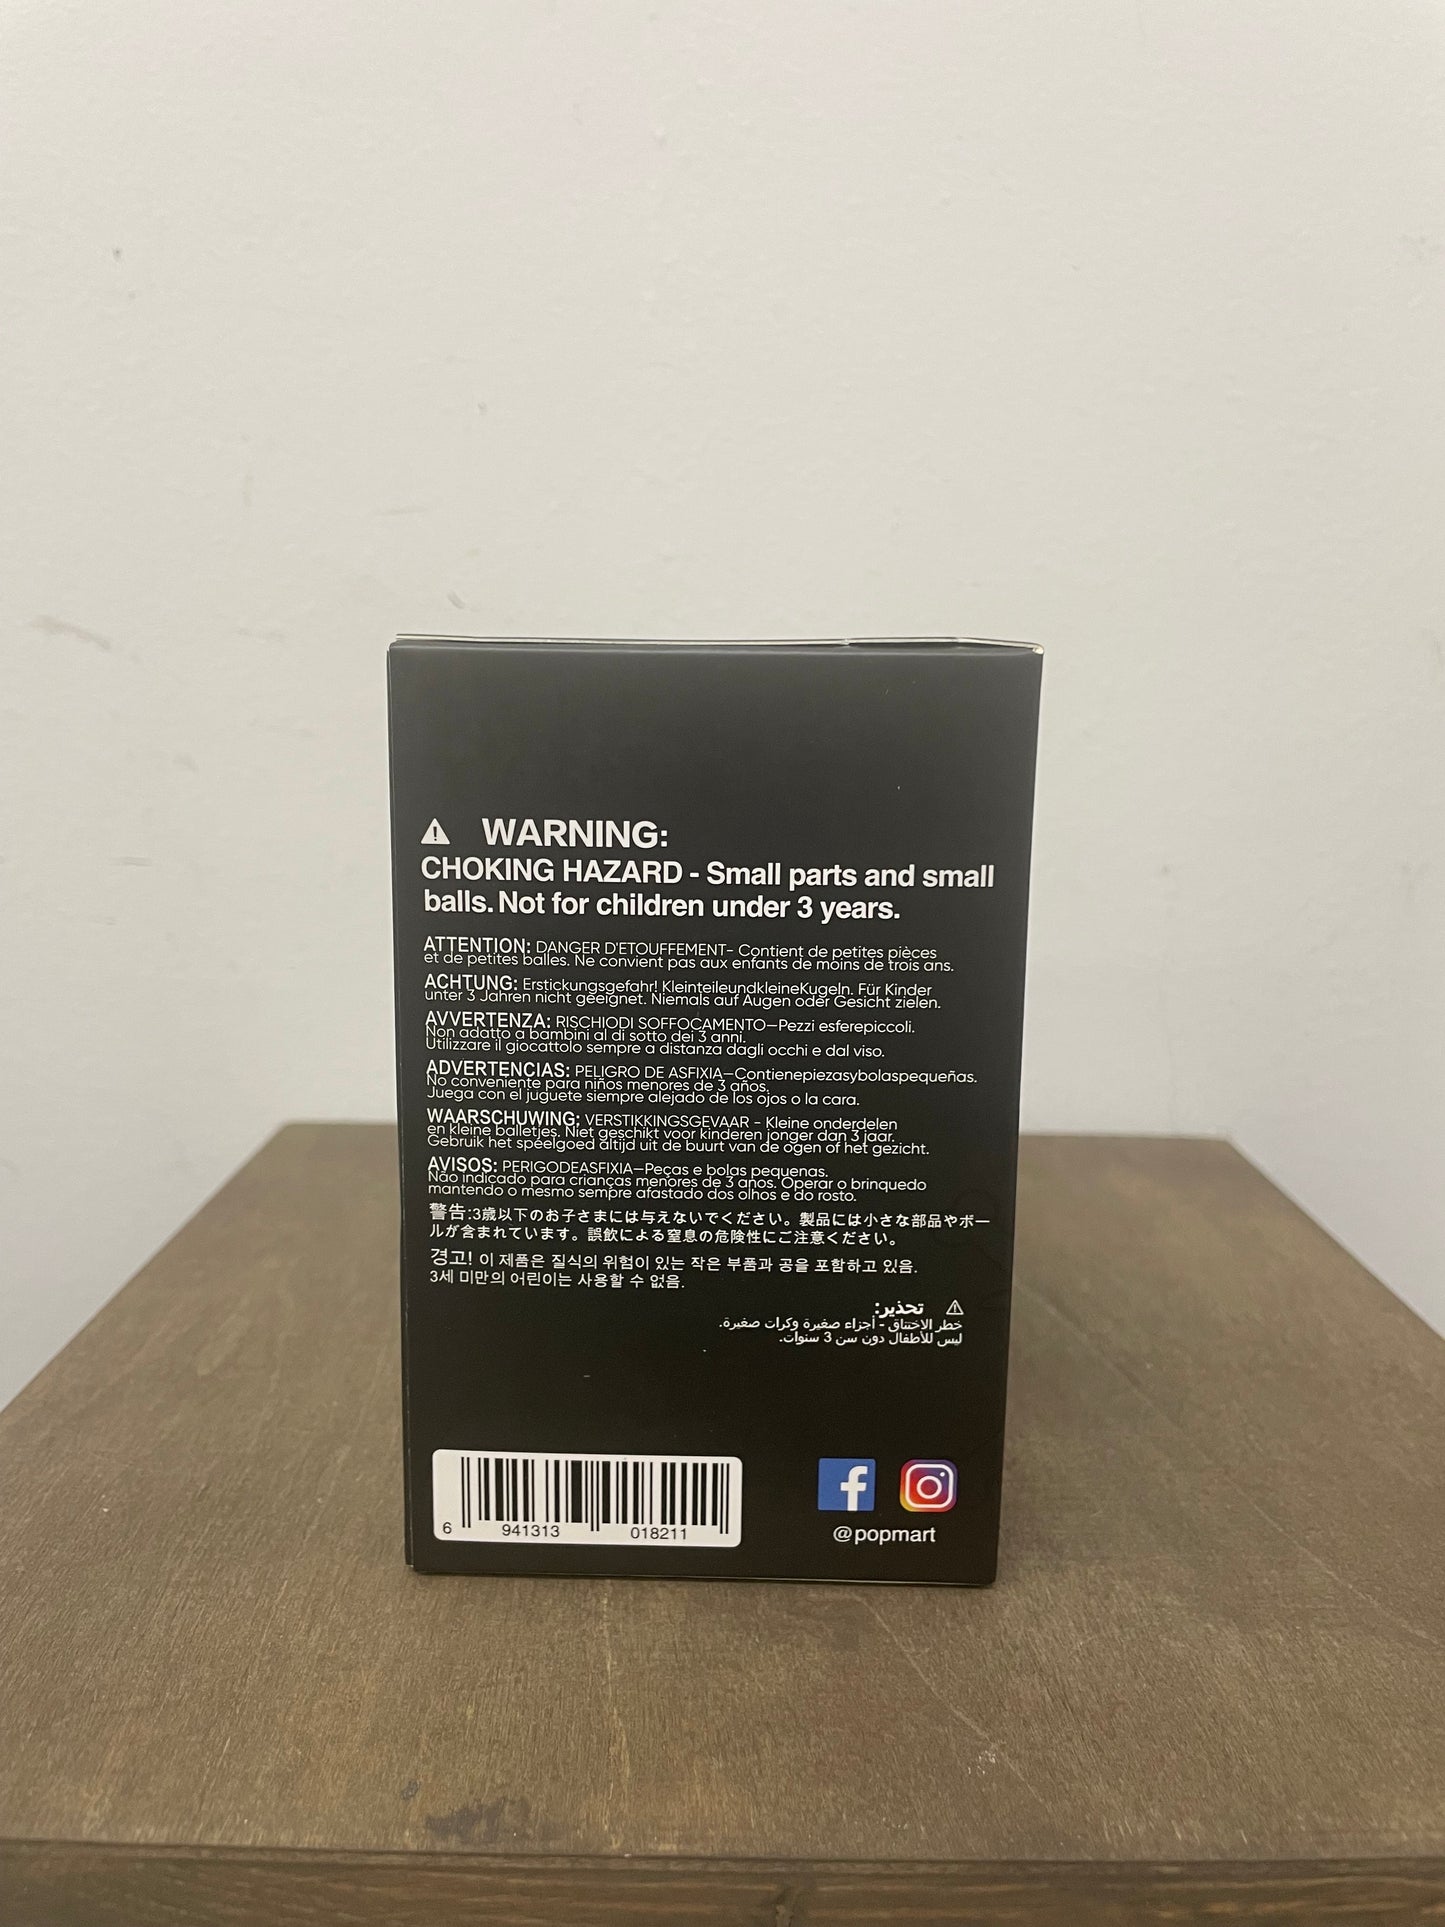 WARNING:
CHOKING HAZARD - Small parts and small
balls. Not for children under 3 years.
ATTENTION: DANGER D'ETOUFFEMENT- Contient de petites pièces
et de petites balles. Ne convient pas aux enfants de moins de trois ans.
ACHTUNG: Erstickungsgefahr! KleinteileundkleineKugeln. Für Kinder
unter 3 Jahren nicht geeignet. Niemals auf Augen oder Gesicht zielen.
AVVERTENZA: RISCHIODI SOFFOCAMENTO—Pezzi esferepiccoli.
Non adatto a bambini al di sotto dei 3 anni.
Utilizzare il giocattolo sempre a distanza dagli occhi e dal viso.
ADVERTENCIAS: PELIGRO DE ASFIXIA—Contienepiezasybolaspequeñas.
No conveniente para niños menores de 3 años.
Juega con el juguete siempre alejado de los ojos o la cara.
WAARSCHUWING: VERSTIKKINGSGEVAAR - Kleine onderdelen
en kleine balletjes. Niet geschikt voor kinderen jonger dan 3 jaar.
Gebruik het speelgoed altijd uit de buurt van de ogen of het gezicht.
AVISOS: PERIGODEASFIXIA—Peças e bolas pequenas.
Não indicado para crianças menores de 3 anos. Operar o brinquedo
mantendo o mesmo sempre afastado dos olhos e do rosto.
警告:3歳以下のお子さまには与えないでください。製品には小さな部品やボー
ルが含まれています。誤飲による窒息の危険性にご注意ください。
경고! 이 제품은 질식의 위험이 있는 작은 부품과 공을 포함하고 있음.
3세 미만의 어린이는 사용할 수 없음.
تحذير:
خطر الاختناق - أجزاء صغيرة وكرات صغيرة.
ليس للأطفال دون سن 3 سنوات.
6 941313 018211
@popmart